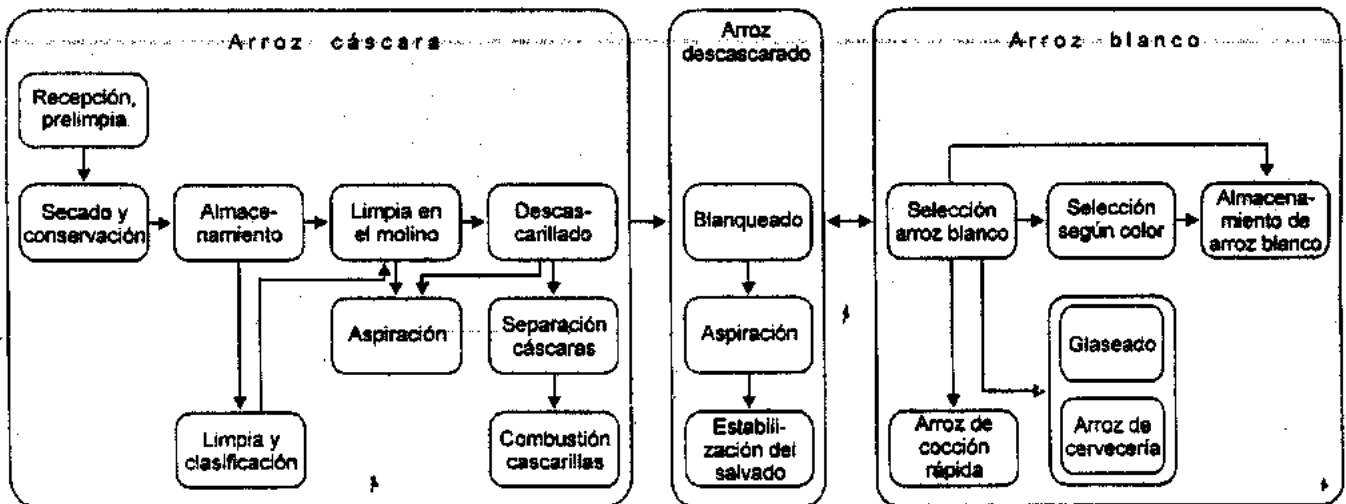 Arroz cáscara
Recepción,
prelimpia
Secado y
conservación
Almace-
namiento
Limpia en
el molino
Descas-
carillado
Aspiración
Separación
cáscaras
Limpia y
clasificación
Combustión
cascarillas
Arroz
descascarado
Blanqueado
Aspiración
Estabili-
zación del
salvado
Arroz blanco
Selección
arroz blanco
Selección
según color
Almacena-
miento de
arroz blanco
Glaseado
Arroz de
cocción
rápida
Arroz de
cervecería